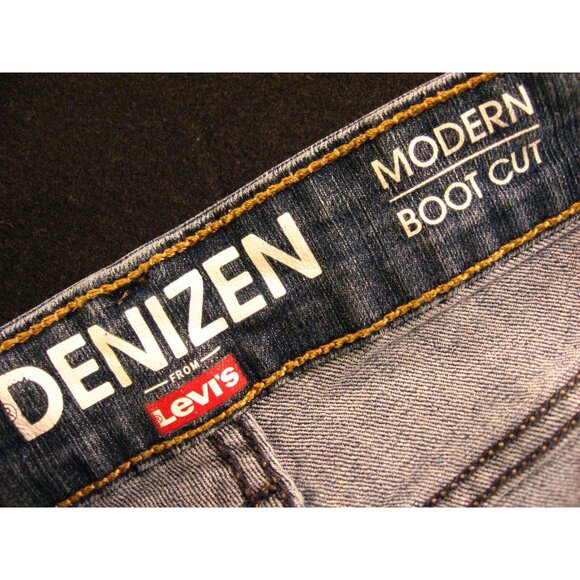 DENIZEN
FROM
Levi's
MODERN
BOOT CUT